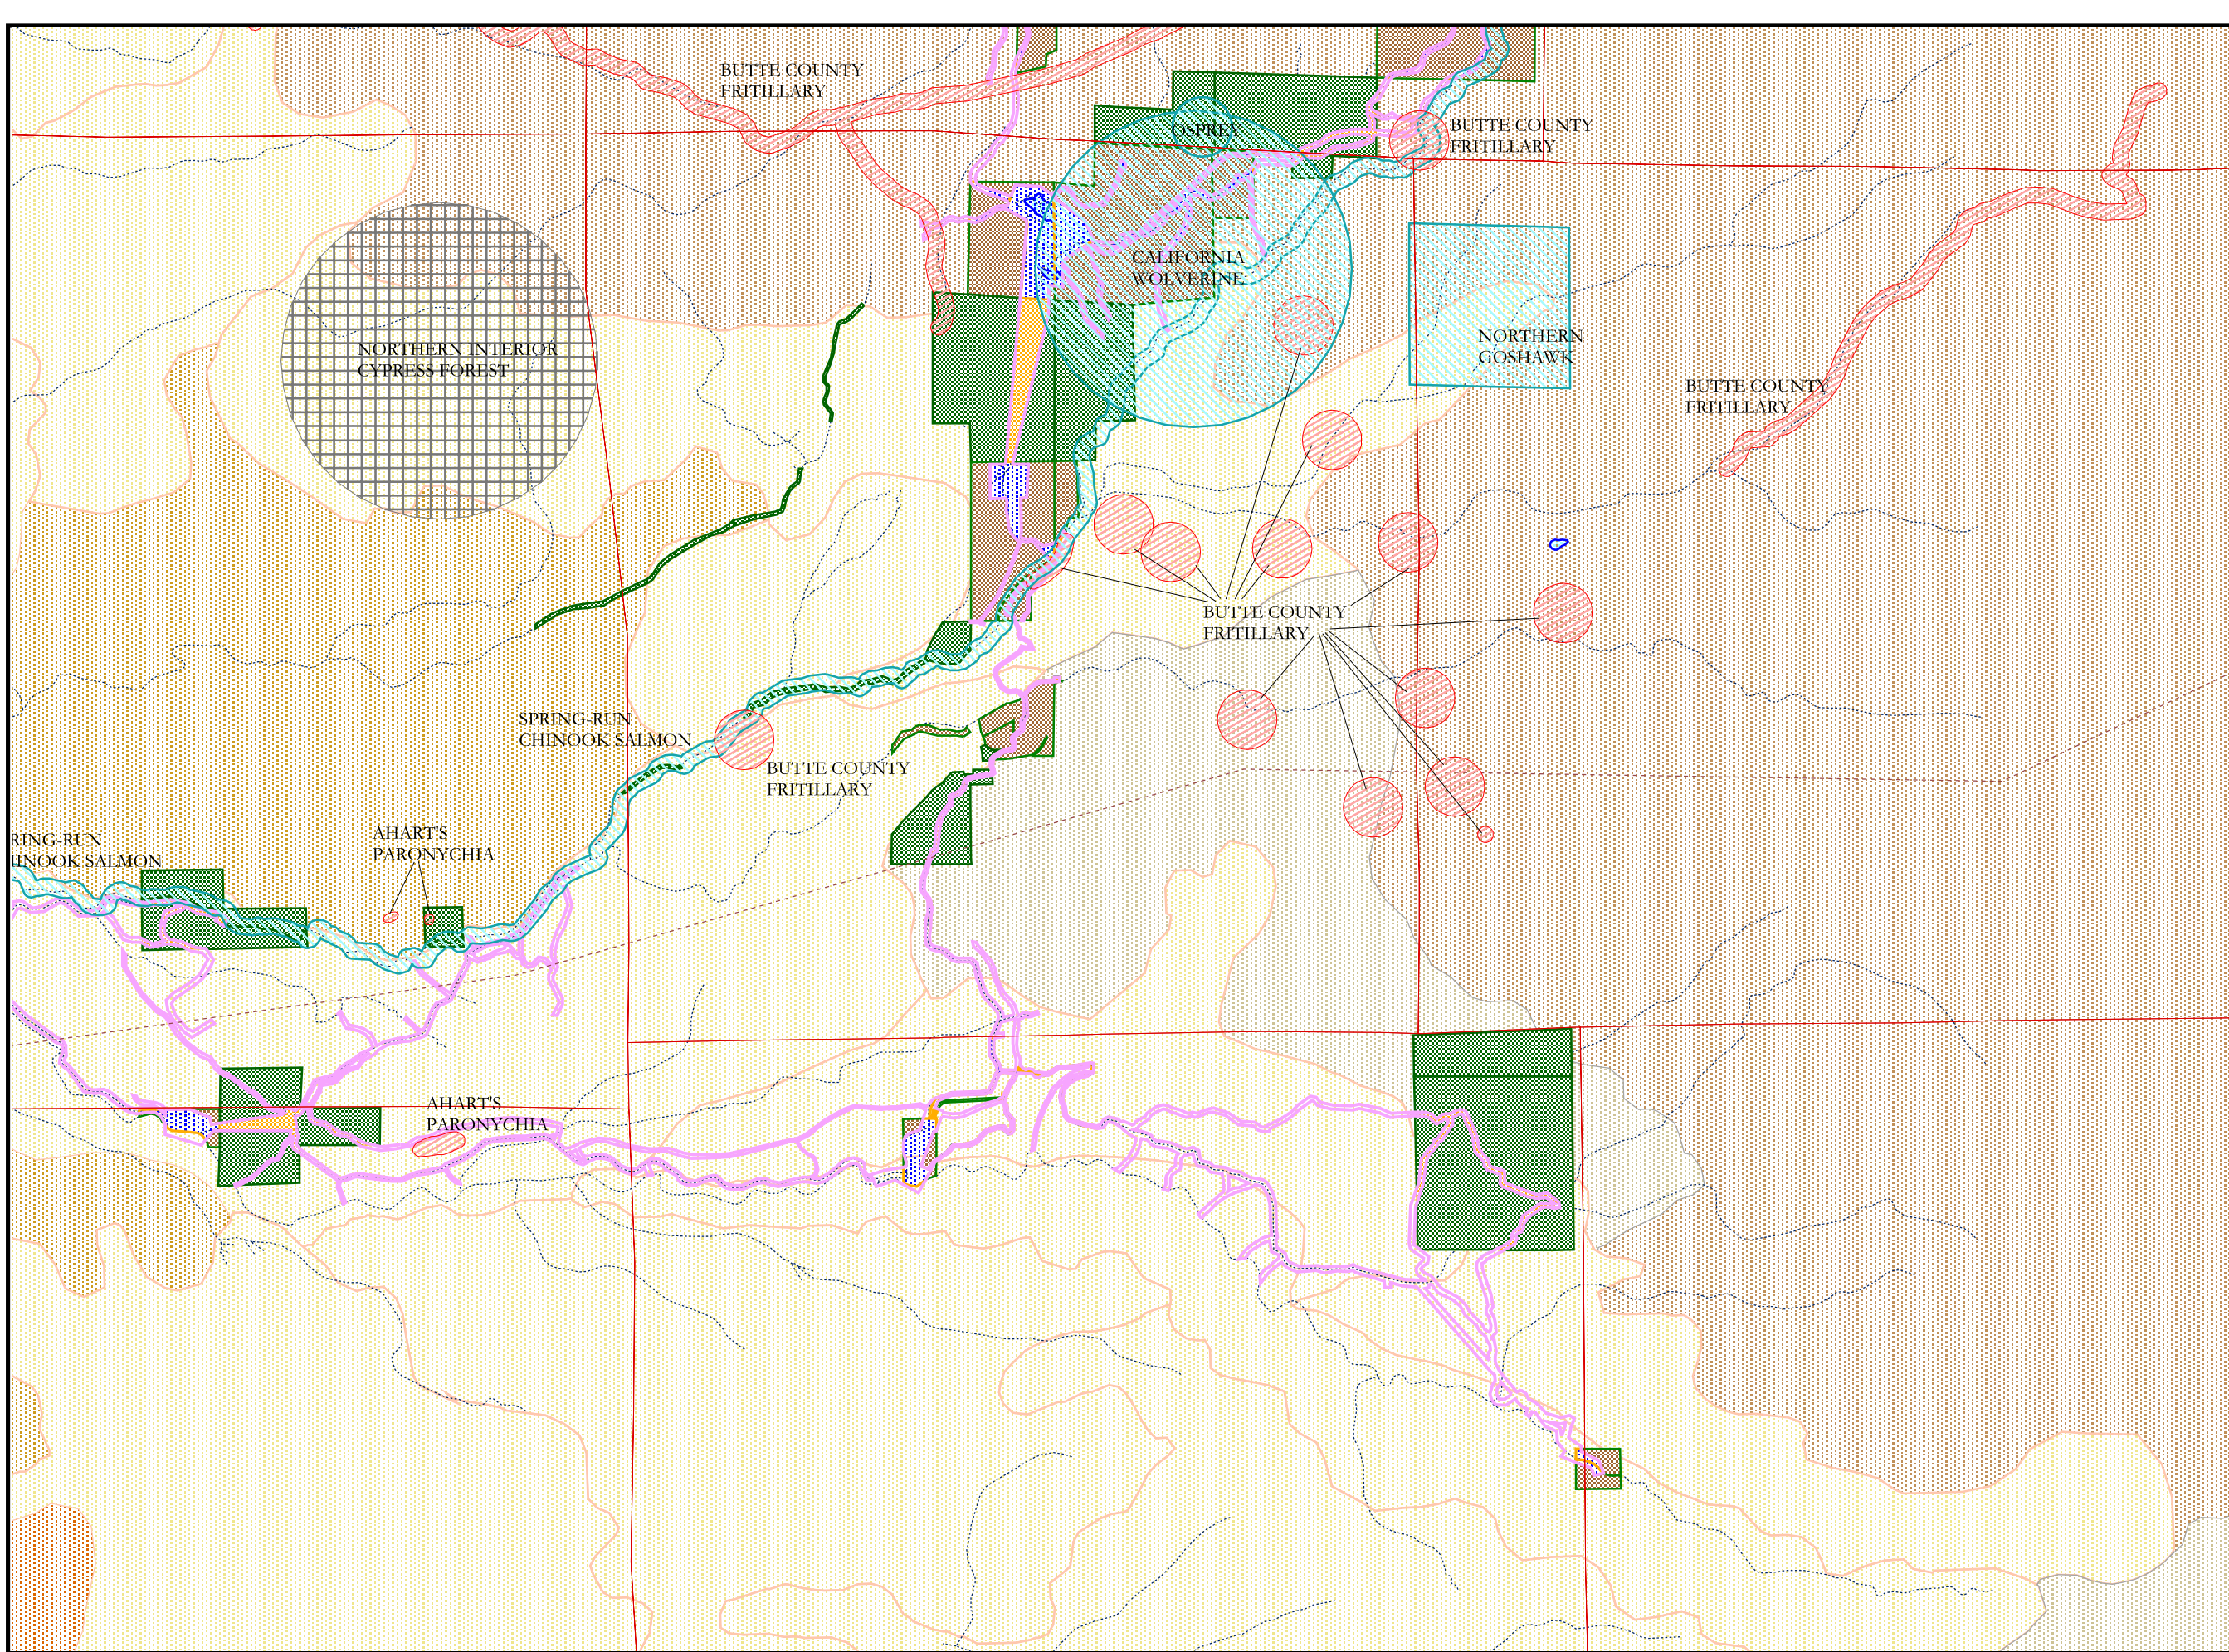 BUTTE COUNTY
FRITILLARY
OSPREY
BUTTE COUNTY
FRITILLARY
CALIFORNIA
WOLVERINE
NORTHERN INTERIOR
CYPRESS FOREST
NORTHERN
GOSHAWK
BUTTE COUNTY
FRITILLARY
BUTTE COUNTY
FRITILLARY
SPRING-RUN
CHINOOK SALMON
BUTTE COUNTY
FRITILLARY
RING-RUN
HINOOK SALMON
AHART'S
PARONYCHIA
AHART'S
PARONYCHIA